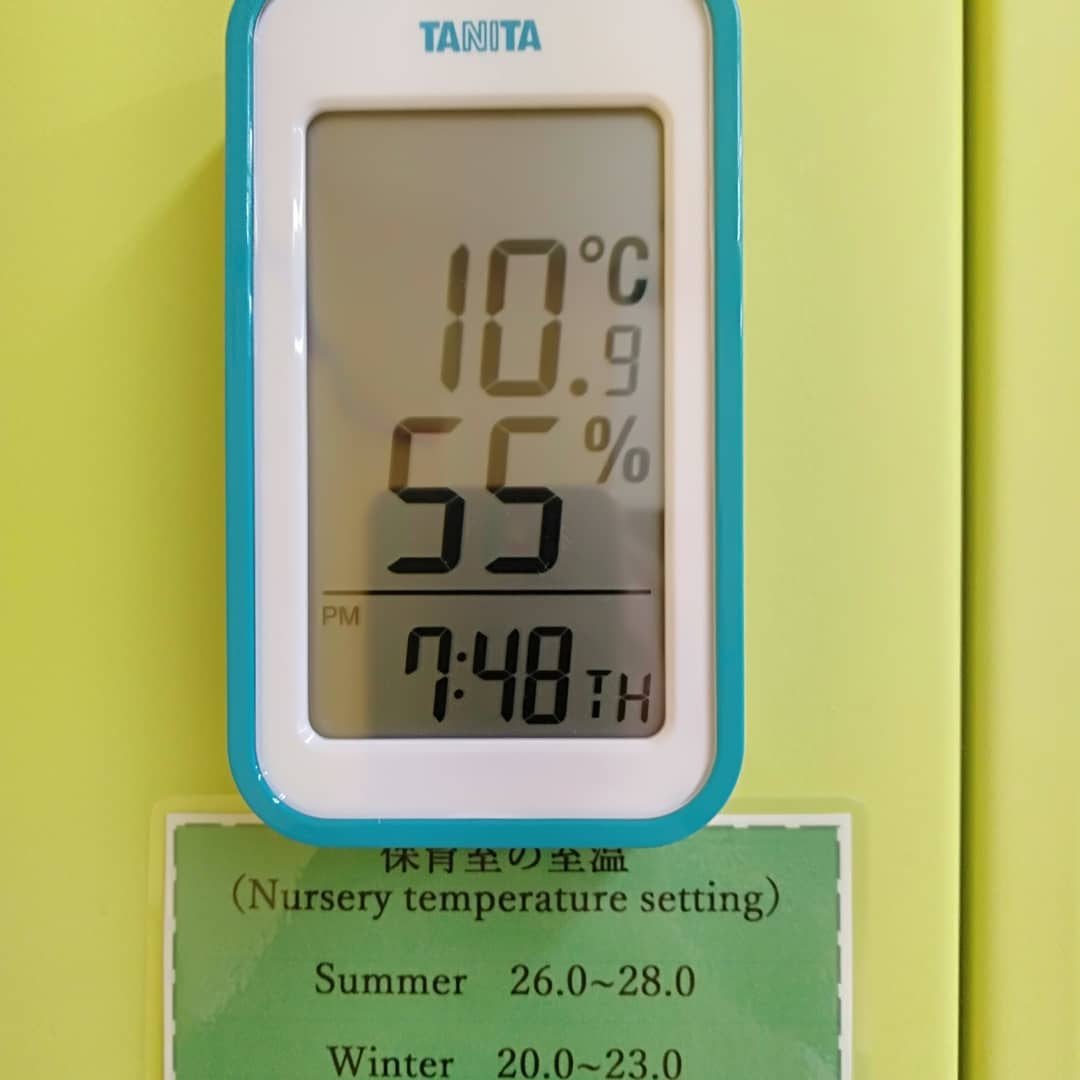 TANITA
10.9 °C
55 %
PM
7:48 TH
保育室の室温
(Nursery temperature setting)
Summer 26.0~28.0
Winter 20.0~23.0